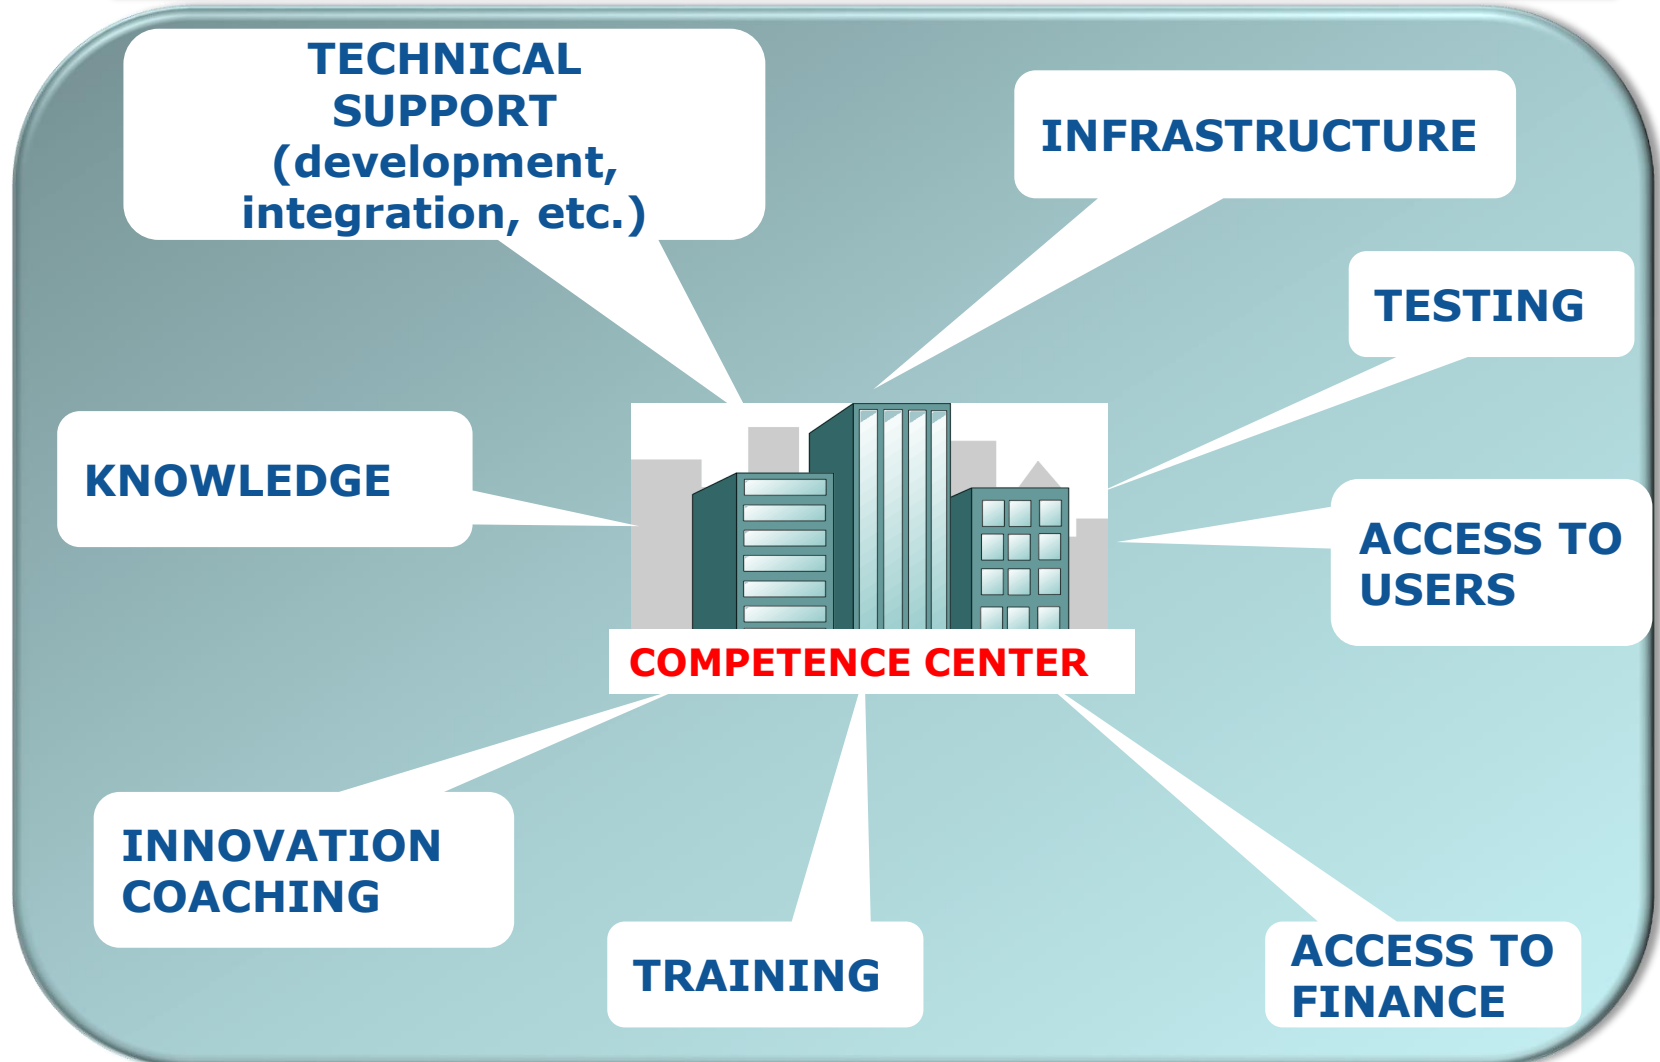 TECHNICAL
SUPPORT
(development,
integration, etc.)
INFRASTRUCTURE
TESTING
KNOWLEDGE
ACCESS TO
USERS
COMPETENCE CENTER
INNOVATION
COACHING
TRAINING
ACCESS TO
FINANCE